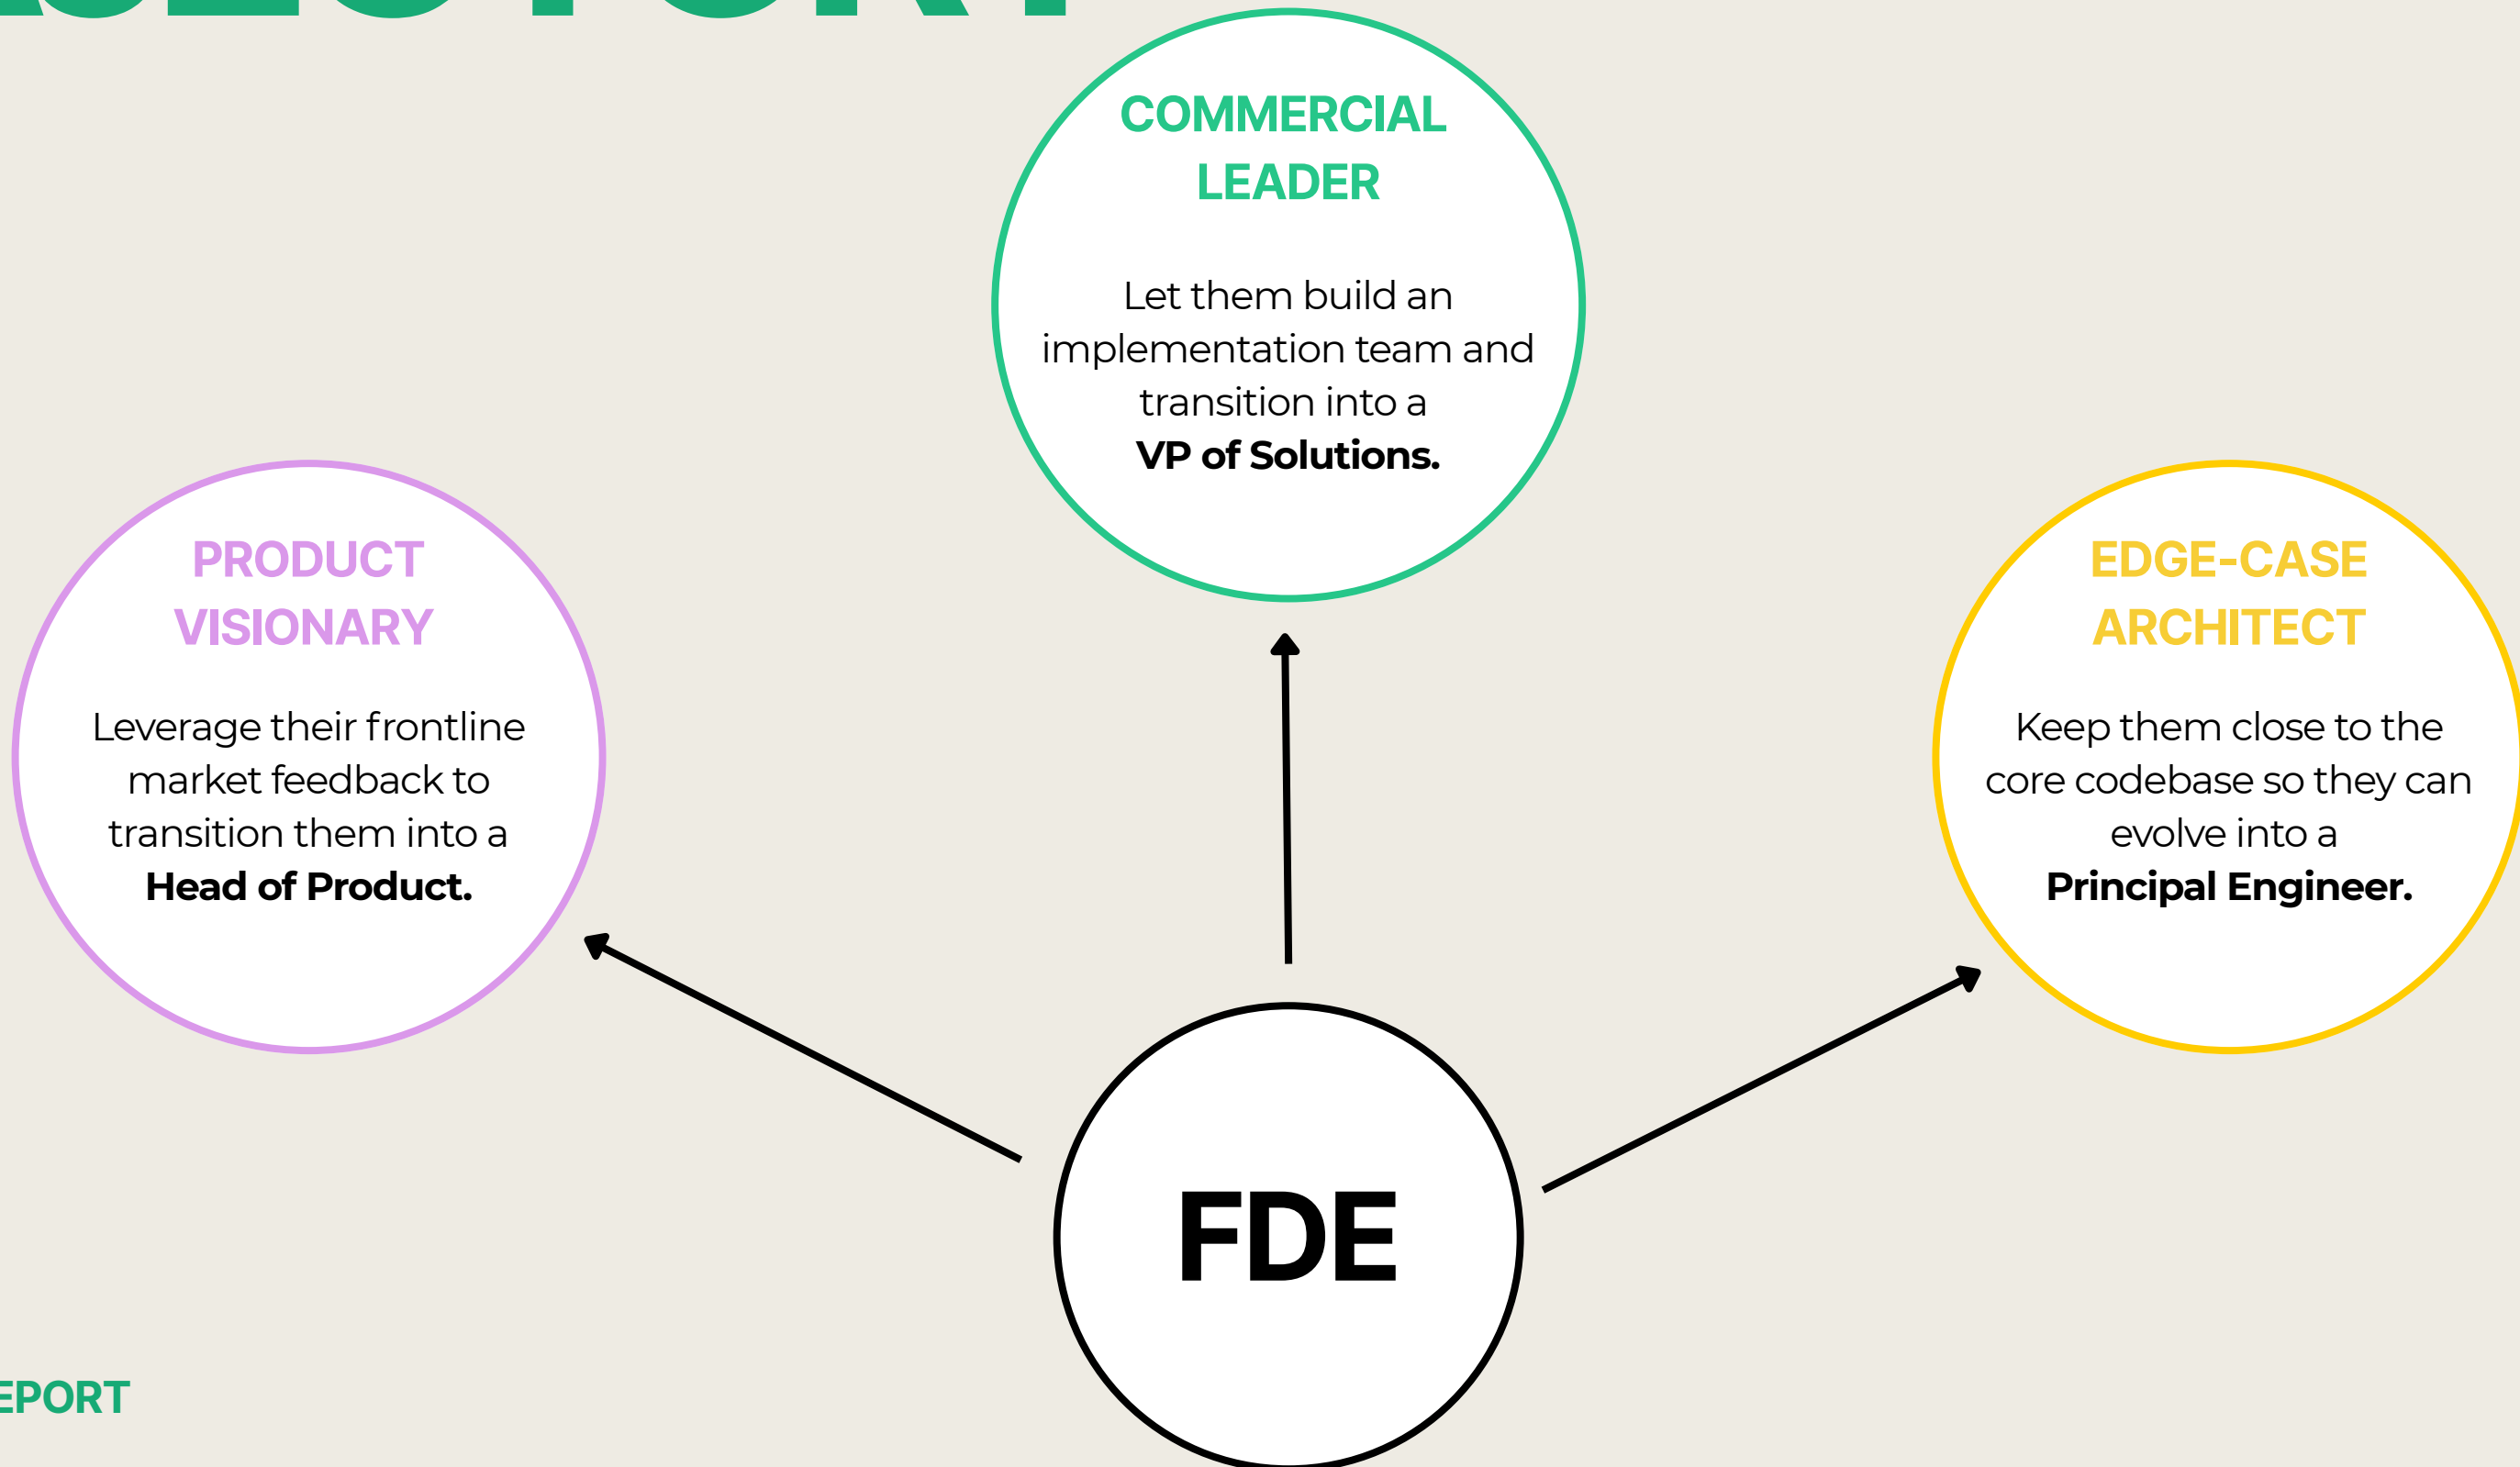 COMMERCIAL
LEADER
Let them build an
implementation team and
transition into a
VP of Solutions.
PRODUCT
VISIONARY
Leverage their frontline
market feedback to
transition them into a
Head of Product.
EDGE-CASE
ARCHITECT
Keep them close to the
core codebase so they can
evolve into a
Principal Engineer.
FDE
EPORT